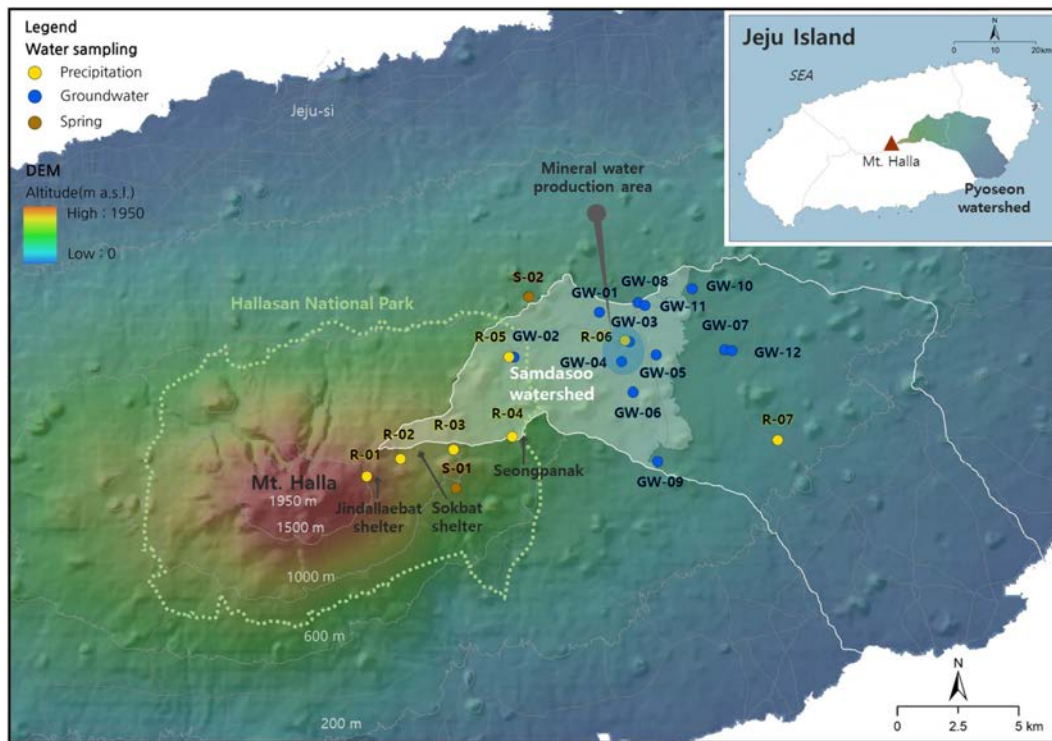 Legend
Water sampling
Precipitation
Groundwater
Spring
DEM
Altitude(m a.s.l.)
High : 1950
Low : 0
Jeju-si
Mineral water
production area
Hallasan National Park
Jeju Island
N
0 10 20km
SEA
Mt. Halla
Pyoseon
watershed
S-02
GW-01
GW-08
GW-10
GW-11
R-05
GW-02
GW-03
R-06
GW-07
GW-04
GW-05
GW-12
Samdasoo
watershed
GW-06
R-04
R-07
R-03
R-02
R-01
S-01
Seongpanak
GW-09
Mt. Halla
1950 m
1500 m
Jindallaebat
shelter
Sokbat
shelter
1000 m
600 m
200 m
N
0 2.5 5 km